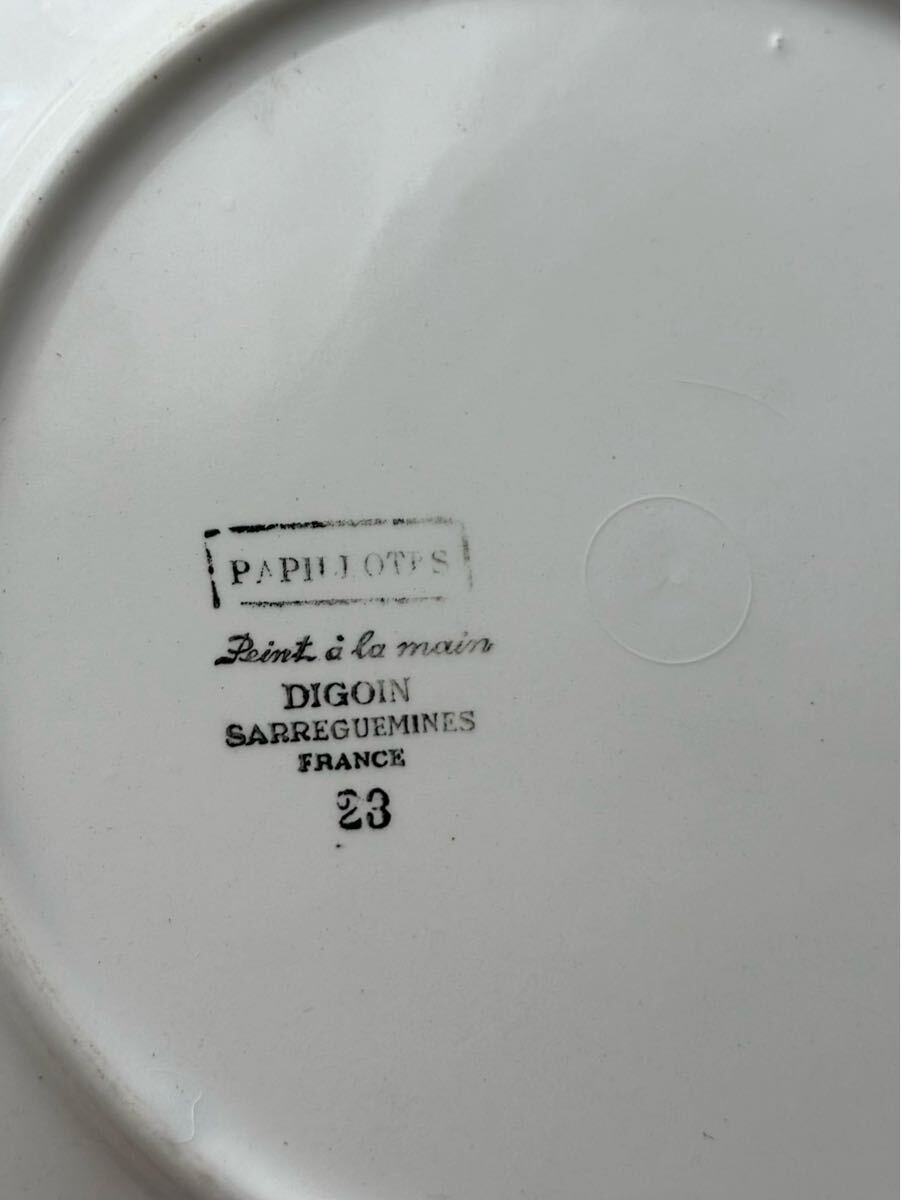 PAPILLOTES
Peint à la main
DIGOIN
SARREGUEMINES
FRANCE
23